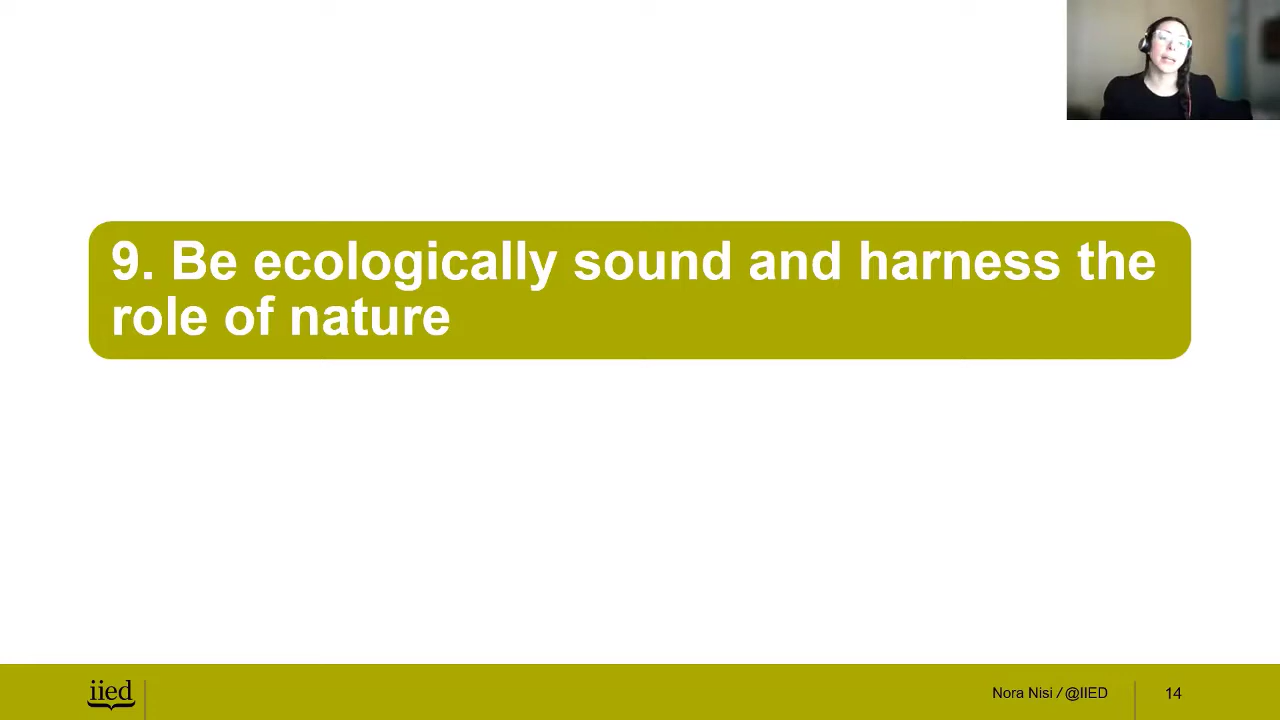 9. Be ecologically sound and harness the
role of nature
iied
Nora Nisi / @IIED
14